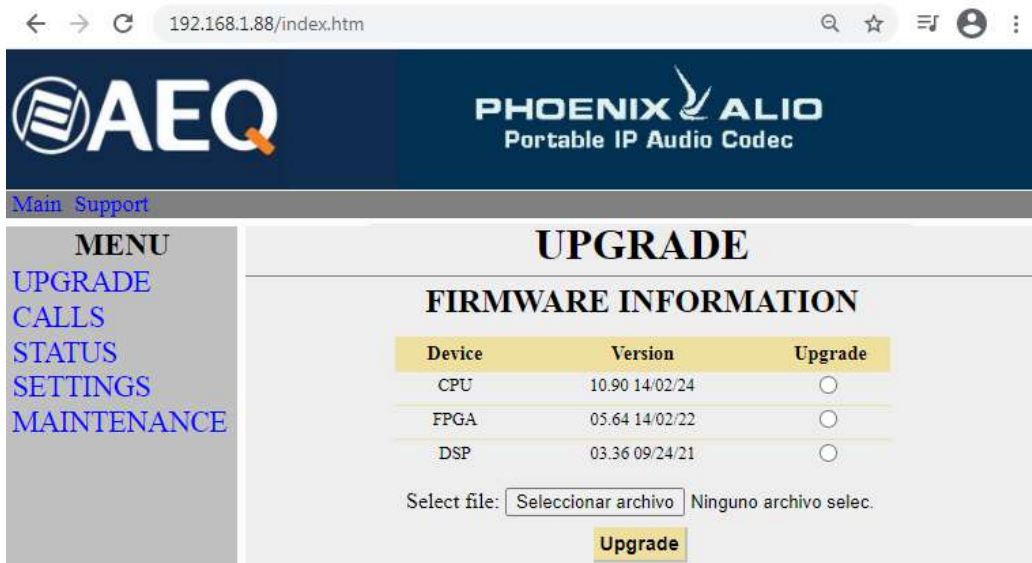 192.168.1.88/index.htm
AEQ
PHOENIX ALIO
Portable IP Audio Codec
Main Support
MENU
UPGRADE
CALLS
STATUS
SETTINGS
MAINTENANCE
UPGRADE
FIRMWARE INFORMATION
Device Version Upgrade
CPU 10.90 14/02/24
FPGA 05.64 14/02/22
DSP 03.36 09/24/21
Select file: Seleccionar archivo Ninguno archivo selec.
Upgrade